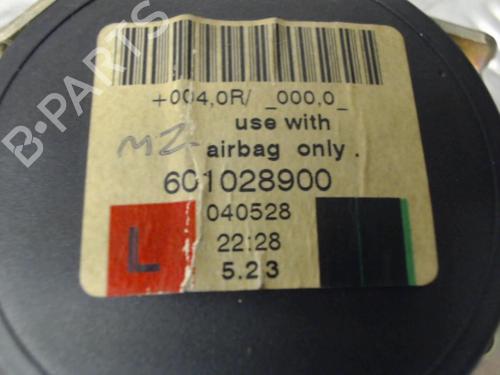 B-PARTS
+004,0R/ _000,0_
use with
MZ
airbag only .
601028900
040528
L
22:28
5.23